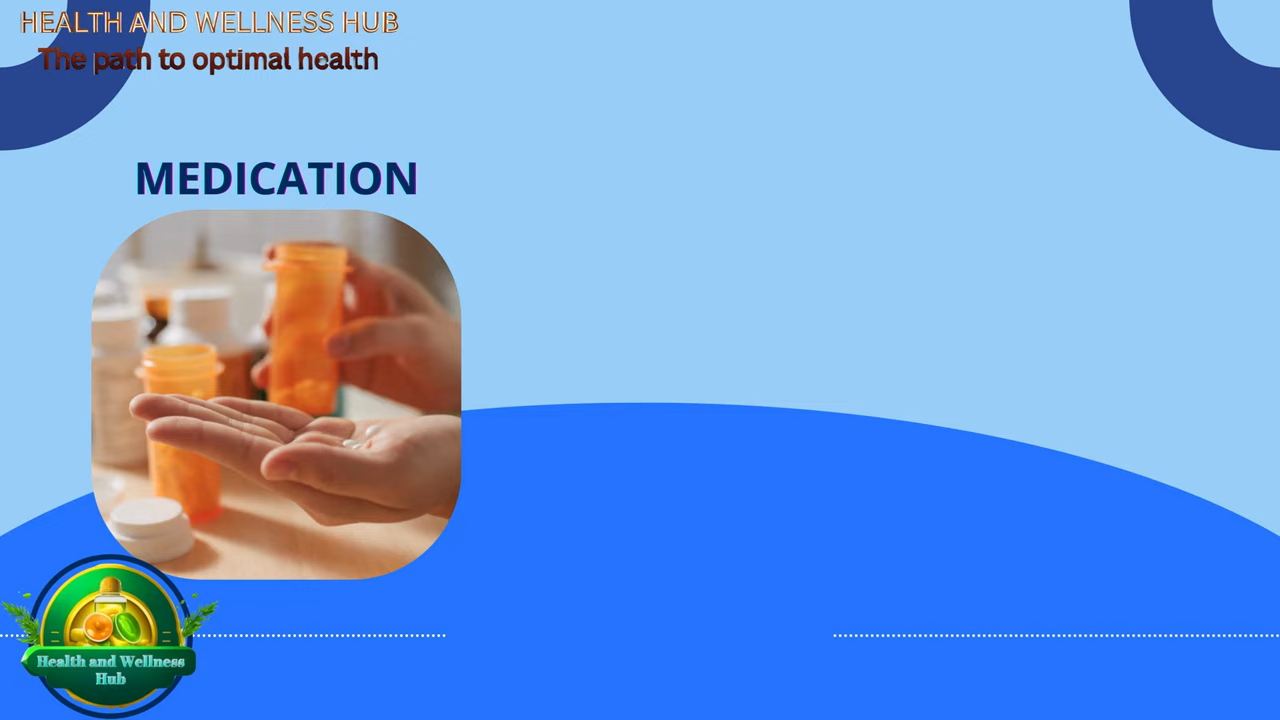 HEALTH AND WELLNESS HUB
The path to optimal health
MEDICATION
Health and Wellness
Hub